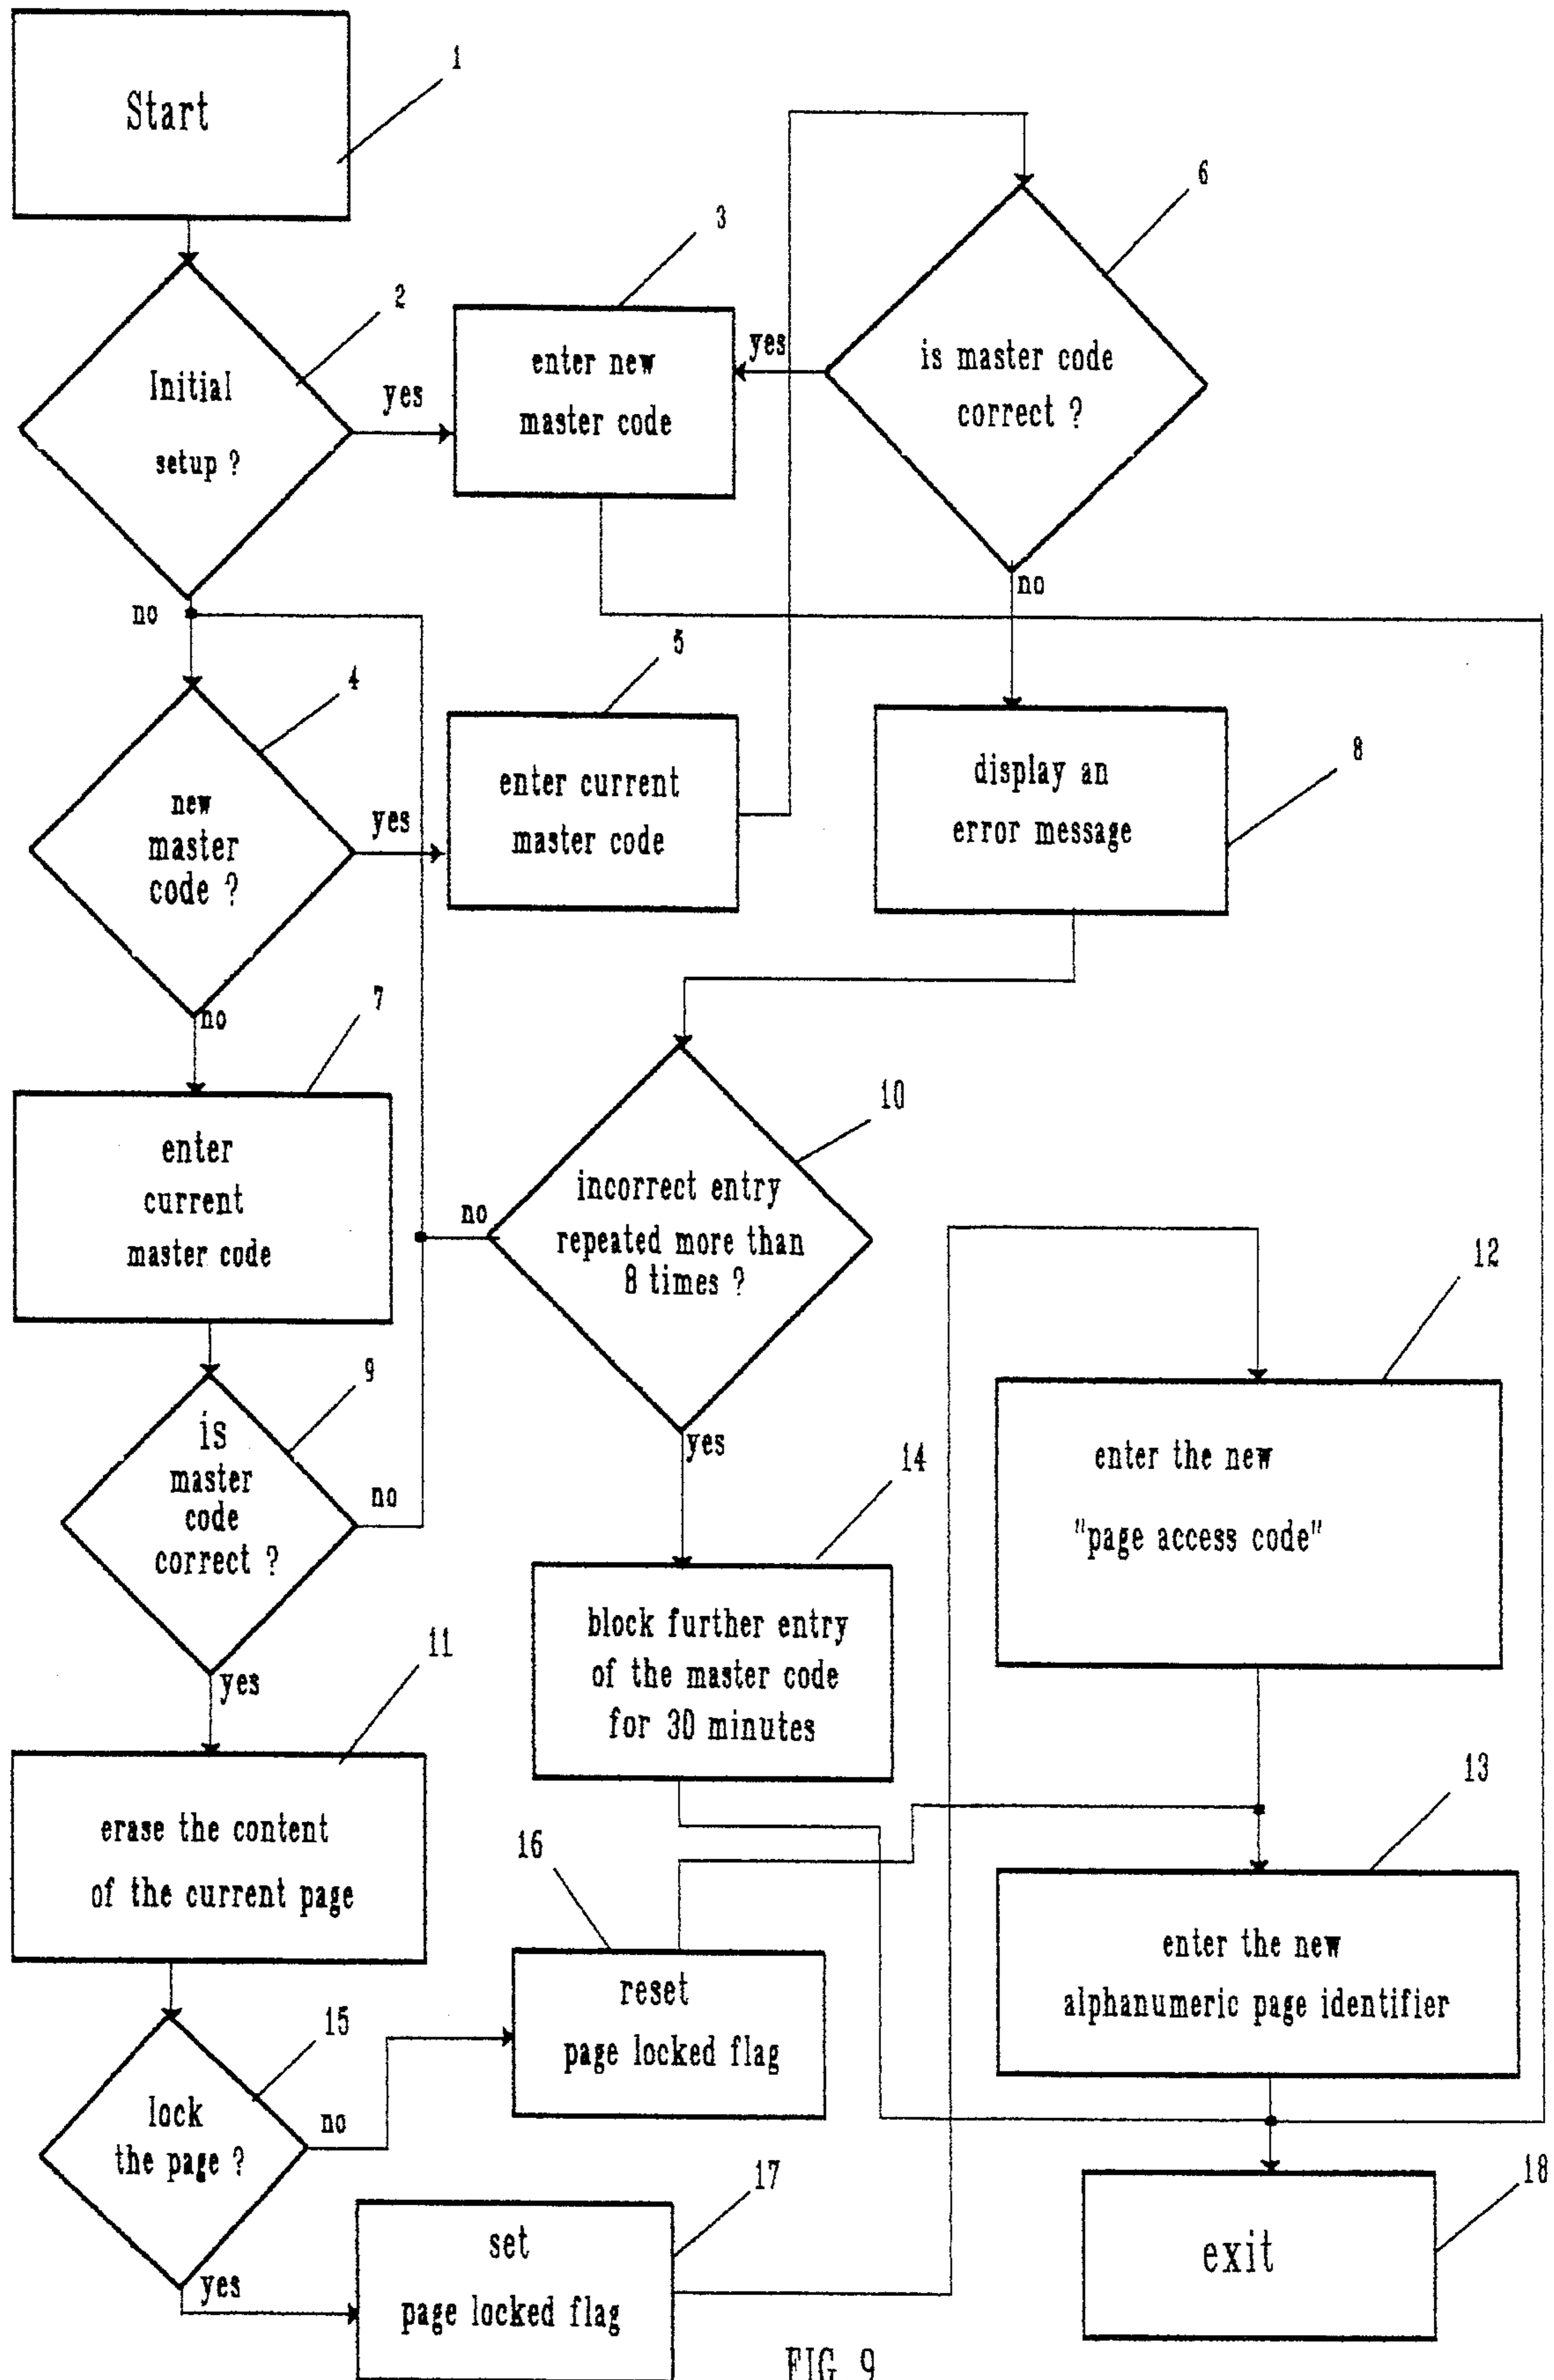 Start
1
Initial
setup ?
2
yes
no
enter new
master code
3
yes
is master code
correct ?
6
no
new
master
code ?
4
yes
no
enter current
master code
5
display an
error message
8
enter
current
master code
7
incorrect entry
repeated more than
8 times ?
10
no
yes
is
master
code
correct ?
9
no
yes
enter the new
"page access code"
12
block further entry
of the master code
for 30 minutes
14
erase the content
of the current page
11
enter the new
alphanumeric page identifier
13
reset
page locked flag
16
lock
the page ?
15
no
yes
set
page locked flag
17
exit
18
FIG. 9